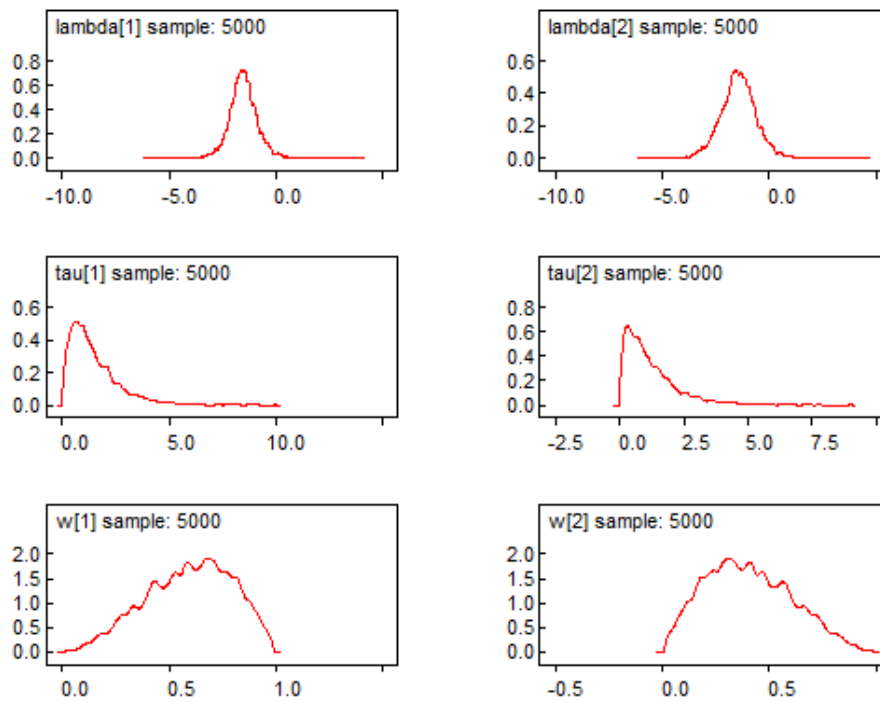 lambda[1] sample: 5000
0.8
0.6
0.4
0.2
0.0
-10.0 -5.0 0.0
lambda[2] sample: 5000
0.6
0.4
0.2
0.0
-10.0 -5.0 0.0
tau[1] sample: 5000
0.6
0.4
0.2
0.0
0.0 5.0 10.0
tau[2] sample: 5000
0.8
0.6
0.4
0.2
0.0
-2.5 0.0 2.5 5.0 7.5
w[1] sample: 5000
2.0
1.5
1.0
0.5
0.0
0.0 0.5 1.0
w[2] sample: 5000
2.0
1.5
1.0
0.5
0.0
-0.5 0.0 0.5